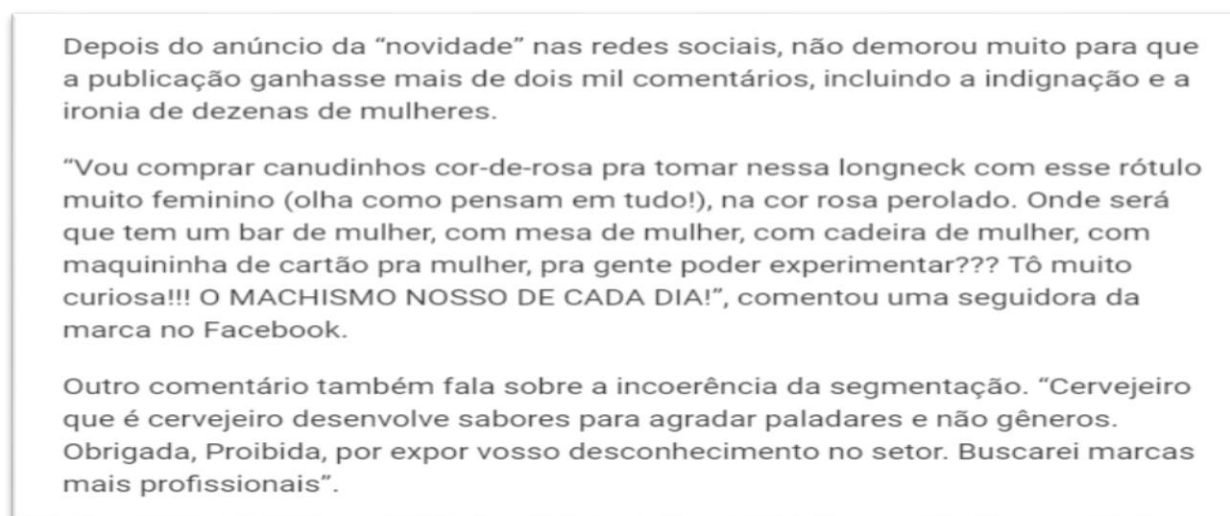 Depois do anúncio da “novidade” nas redes sociais, não demorou muito para que
a publicação ganhasse mais de dois mil comentários, incluindo a indignação e a
ironia de dezenas de mulheres.
“Vou comprar canudinhos cor-de-rosa pra tomar nessa longneck com esse rótulo
muito feminino (olha como pensam em tudo!), na cor rosa perolado. Onde será
que tem um bar de mulher, com mesa de mulher, com cadeira de mulher, com
maquininha de cartão pra mulher, pra gente poder experimentar??? Tô muito
curiosa!!! O MACHISMO NOSSO DE CADA DIA!”, comentou uma seguidora da
marca no Facebook.
Outro comentário também fala sobre a incoerência da segmentação. “Cervejeiro
que é cervejeiro desenvolve sabores para agradar paladares e não gêneros.
Obrigada, Proibida, por expor vosso desconhecimento no setor. Buscarei marcas
mais profissionais”.